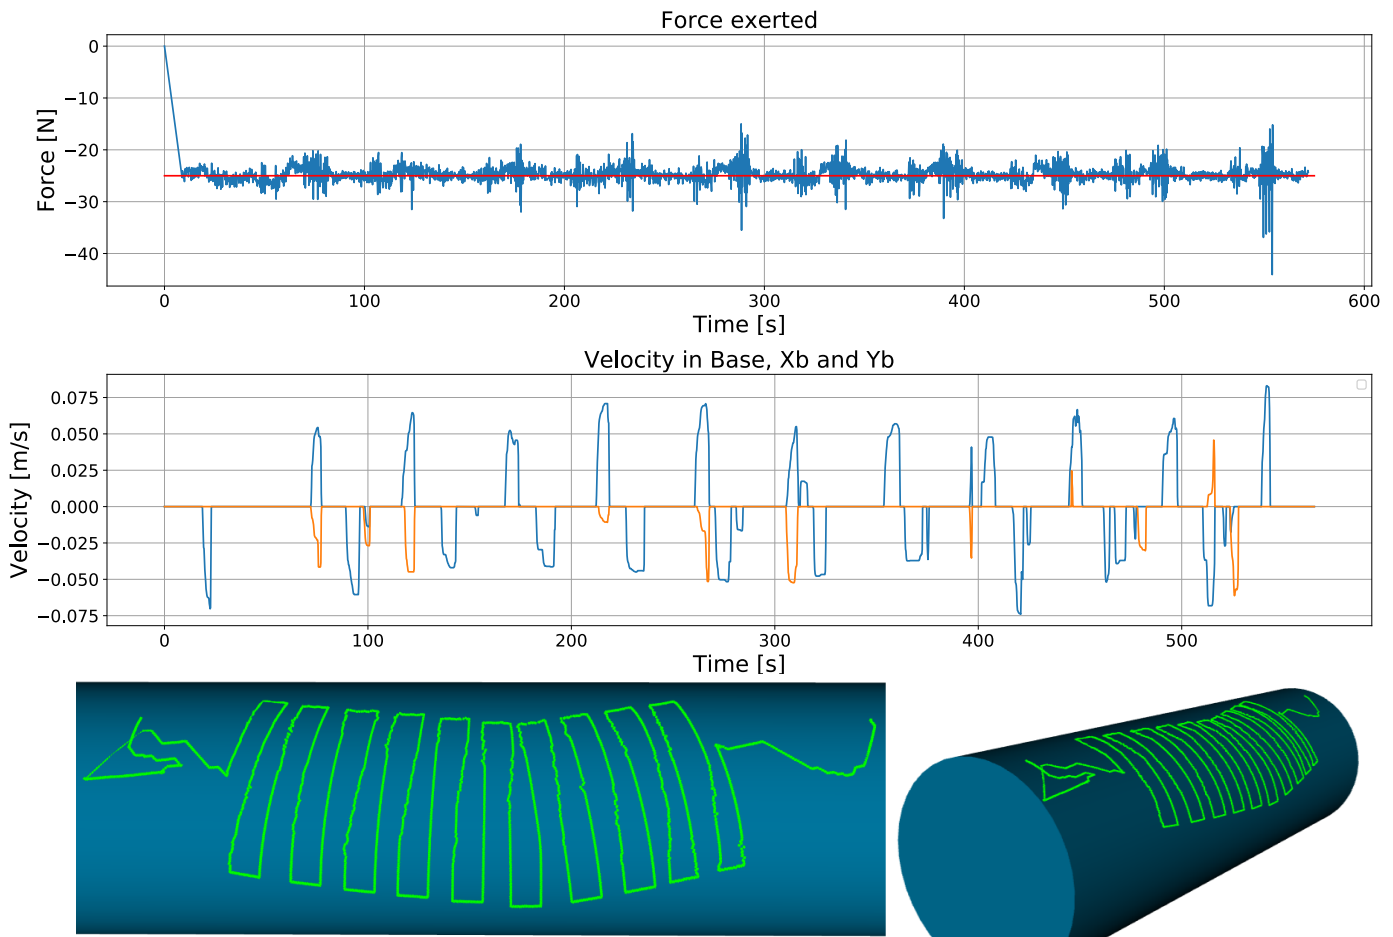 Force exerted
Force [N]
0
−10
−20
−30
−40
0 100 200 300 400 500 600
Time [s]
Velocity in Base, Xb and Yb
Velocity [m/s]
0.075
0.050
0.025
0.000
−0.025
−0.050
−0.075
0 100 200 300 400 500
Time [s]